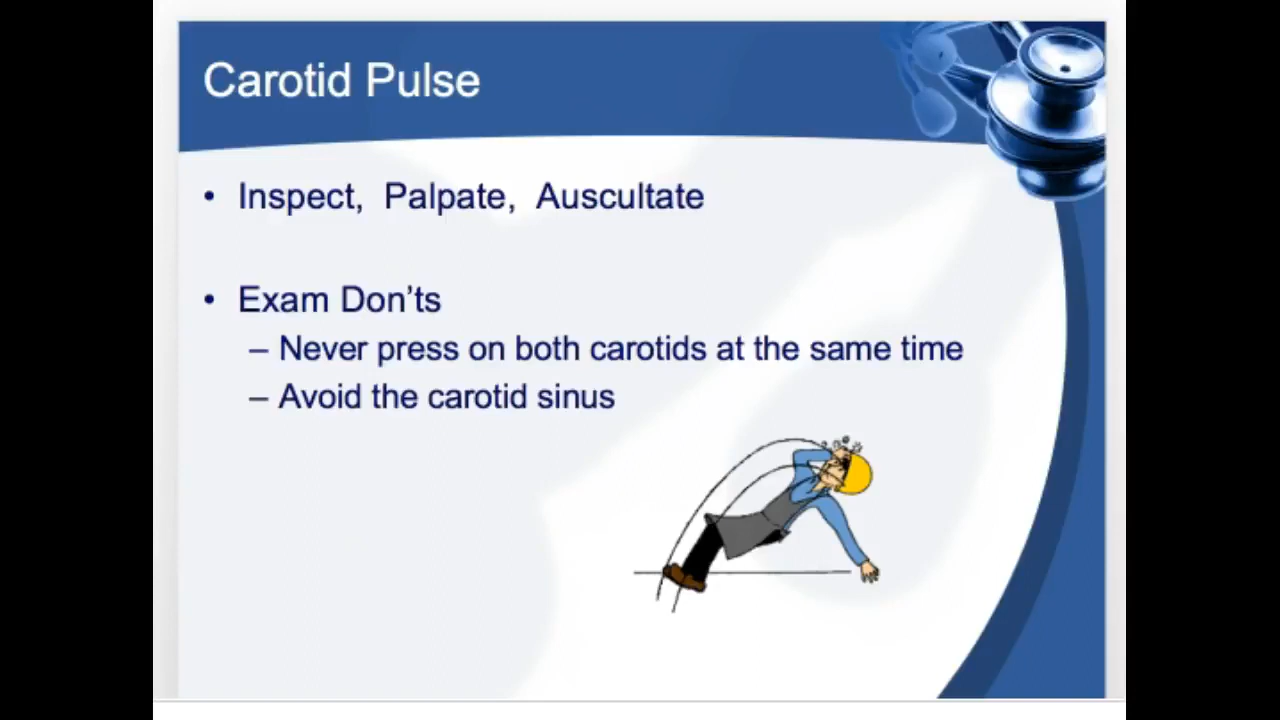 Carotid Pulse
• Inspect, Palpate, Auscultate
• Exam Don'ts
– Never press on both carotids at the same time
– Avoid the carotid sinus